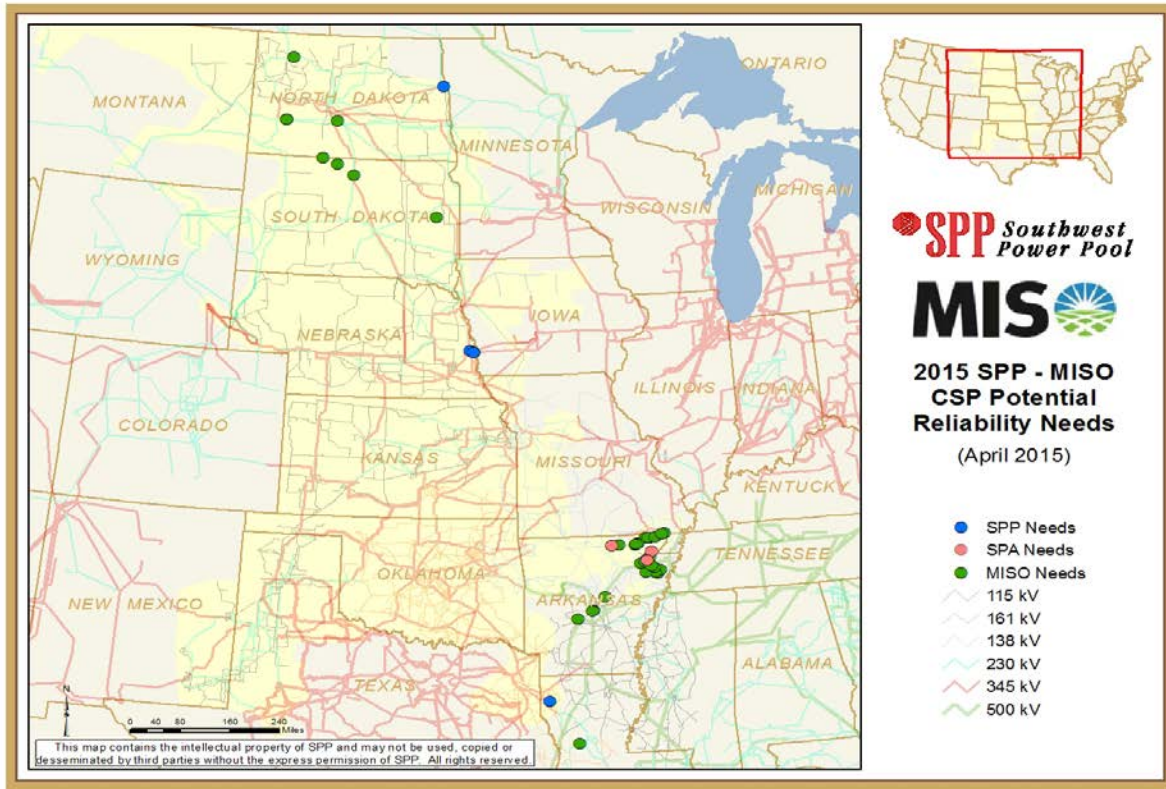 ONTARIO
MONTANA
NORTH DAKOTA
MINNESOTA
MICHIGAN
WISCONSIN
SOUTH DAKOTA
WYOMING
IOWA
NEBRASKA
ILLINOIS
INDIANA
COLORADO
KANSAS
MISSOURI
KENTUCKY
TENNESSEE
OKLAHOMA
ARKANSAS
NEW MEXICO
ALABAMA
TEXAS
N
0 40 80 160 240
Miles
This map contains the intellectual property of SPP and may not be used, copied or
desseminated by third parties without the express permission of SPP. All rights reserved.
SPP Southwest
Power Pool
MISO
2015 SPP - MISO
CSP Potential
Reliability Needs
(April 2015)
SPP Needs
SPA Needs
MISO Needs
115 kV
161 kV
138 kV
230 kV
345 kV
500 kV